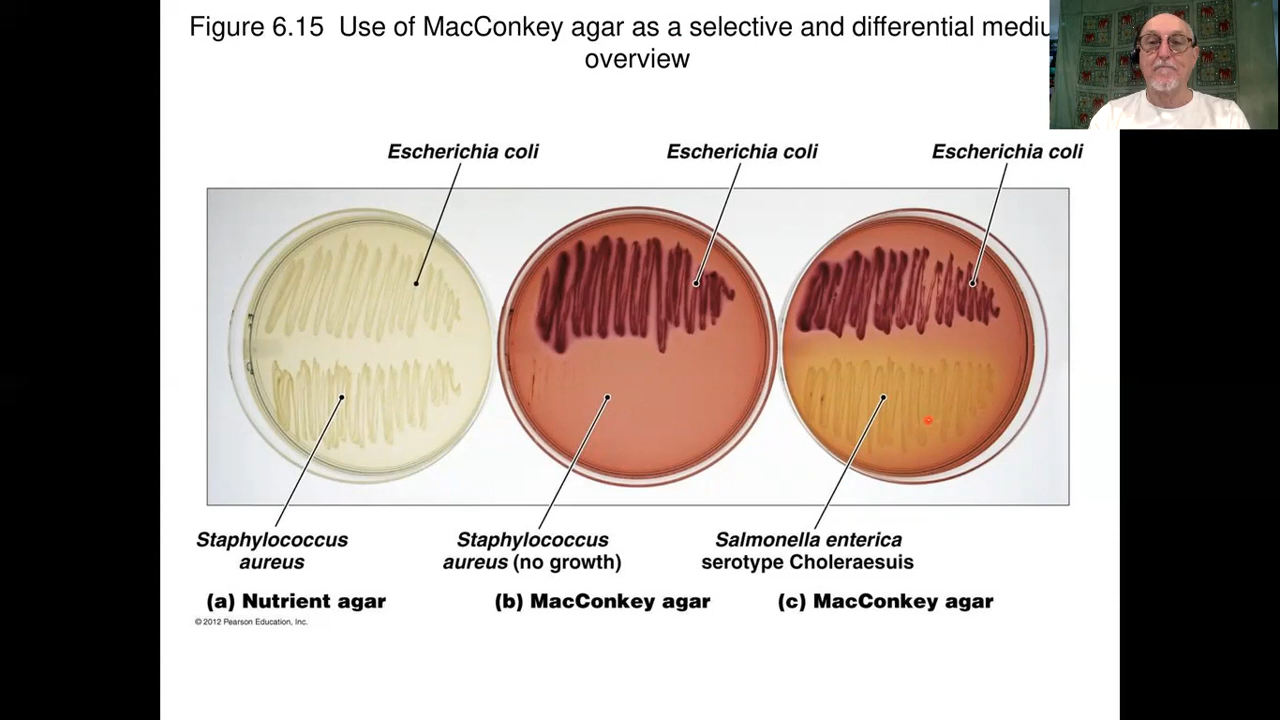 Figure 6.15 Use of MacConkey agar as a selective and differential
overview
Escherichia coli
Escherichia coli
Escherichia coli
Staphylococcus
aureus
Staphylococcus
aureus (no growth)
Salmonella enterica
serotype Choleraesuis
(a) Nutrient agar
(b) MacConkey agar
(c) MacConkey agar
© 2012 Pearson Education, Inc.